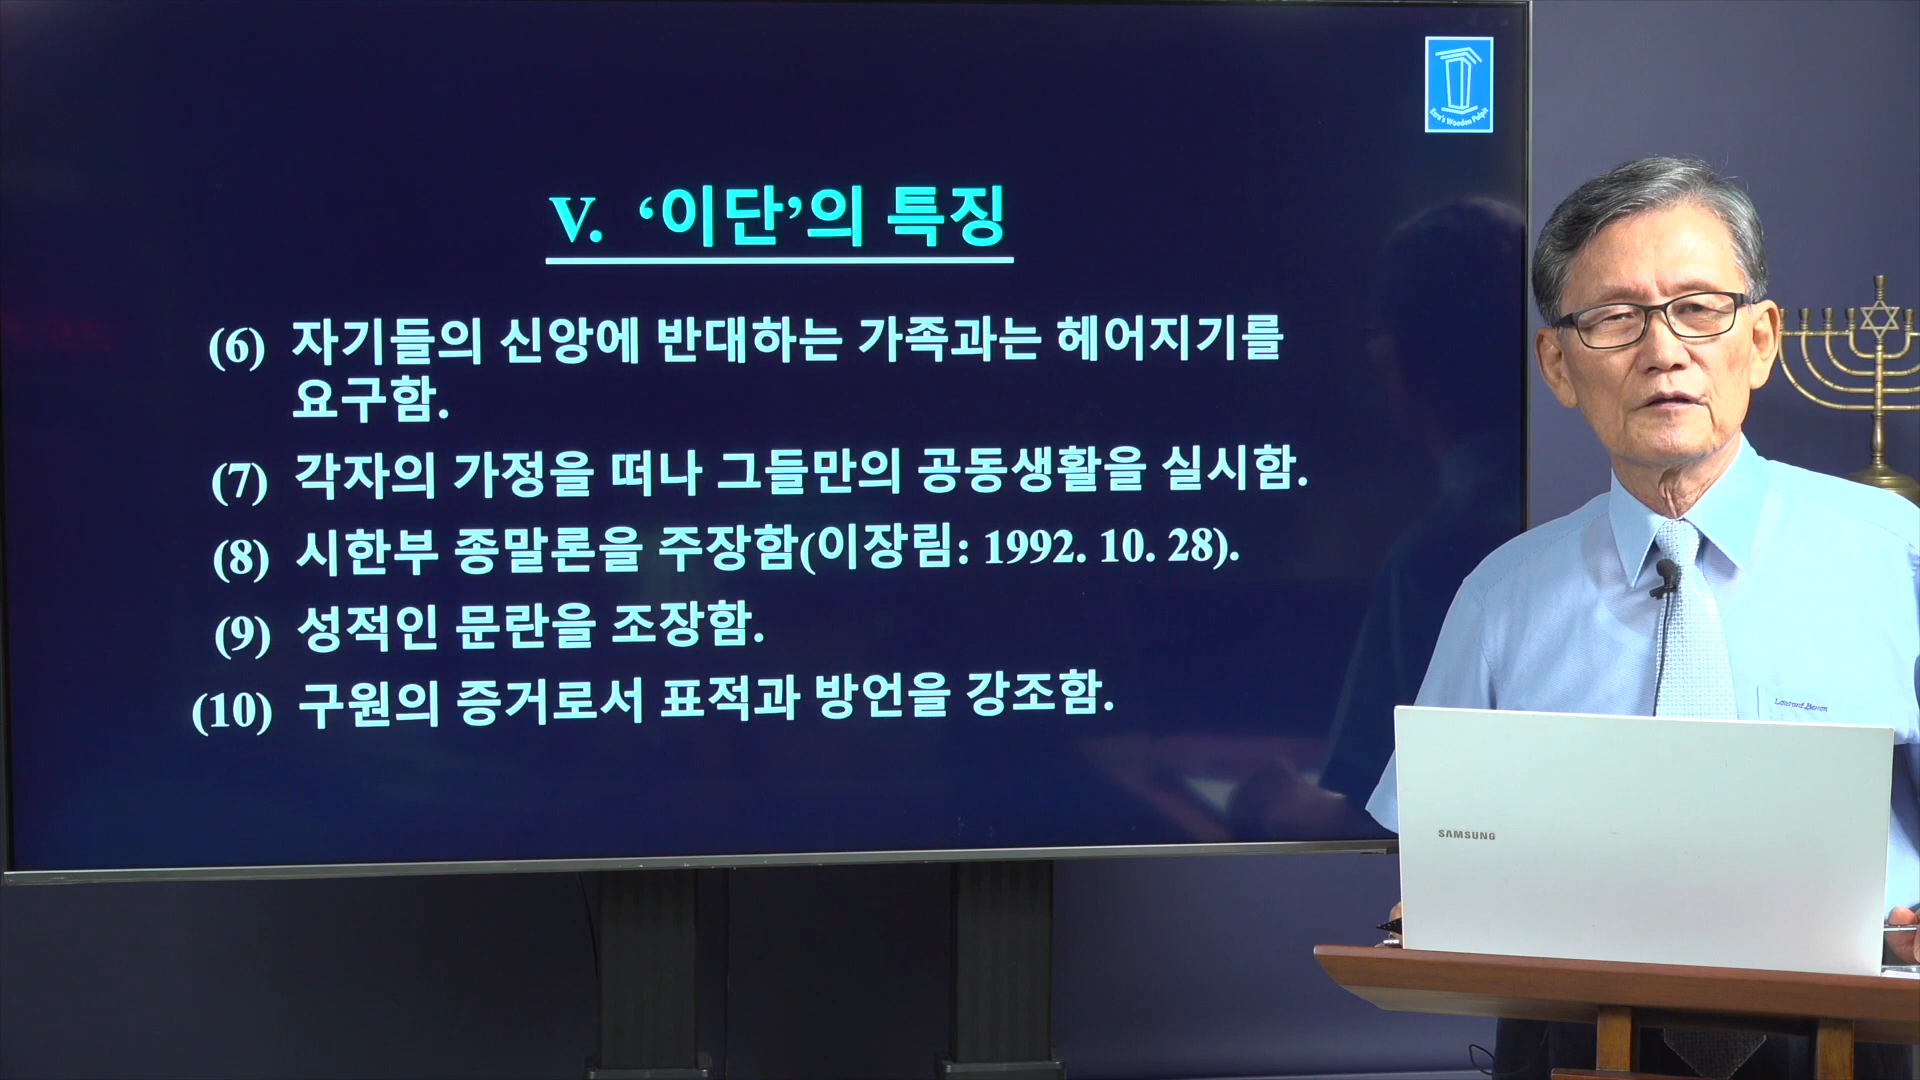 Ezra's Wooden Pulpit
V. ‘이단’의 특징
(6) 자기들의 신앙에 반대하는 가족과는 헤어지기를
요구함.
(7) 각자의 가정을 떠나 그들만의 공동생활을 실시함.
(8) 시한부 종말론을 주장함(이장림: 1992. 10. 28).
(9) 성적인 문란을 조장함.
(10) 구원의 증거로서 표적과 방언을 강조함.
SAMSUNG